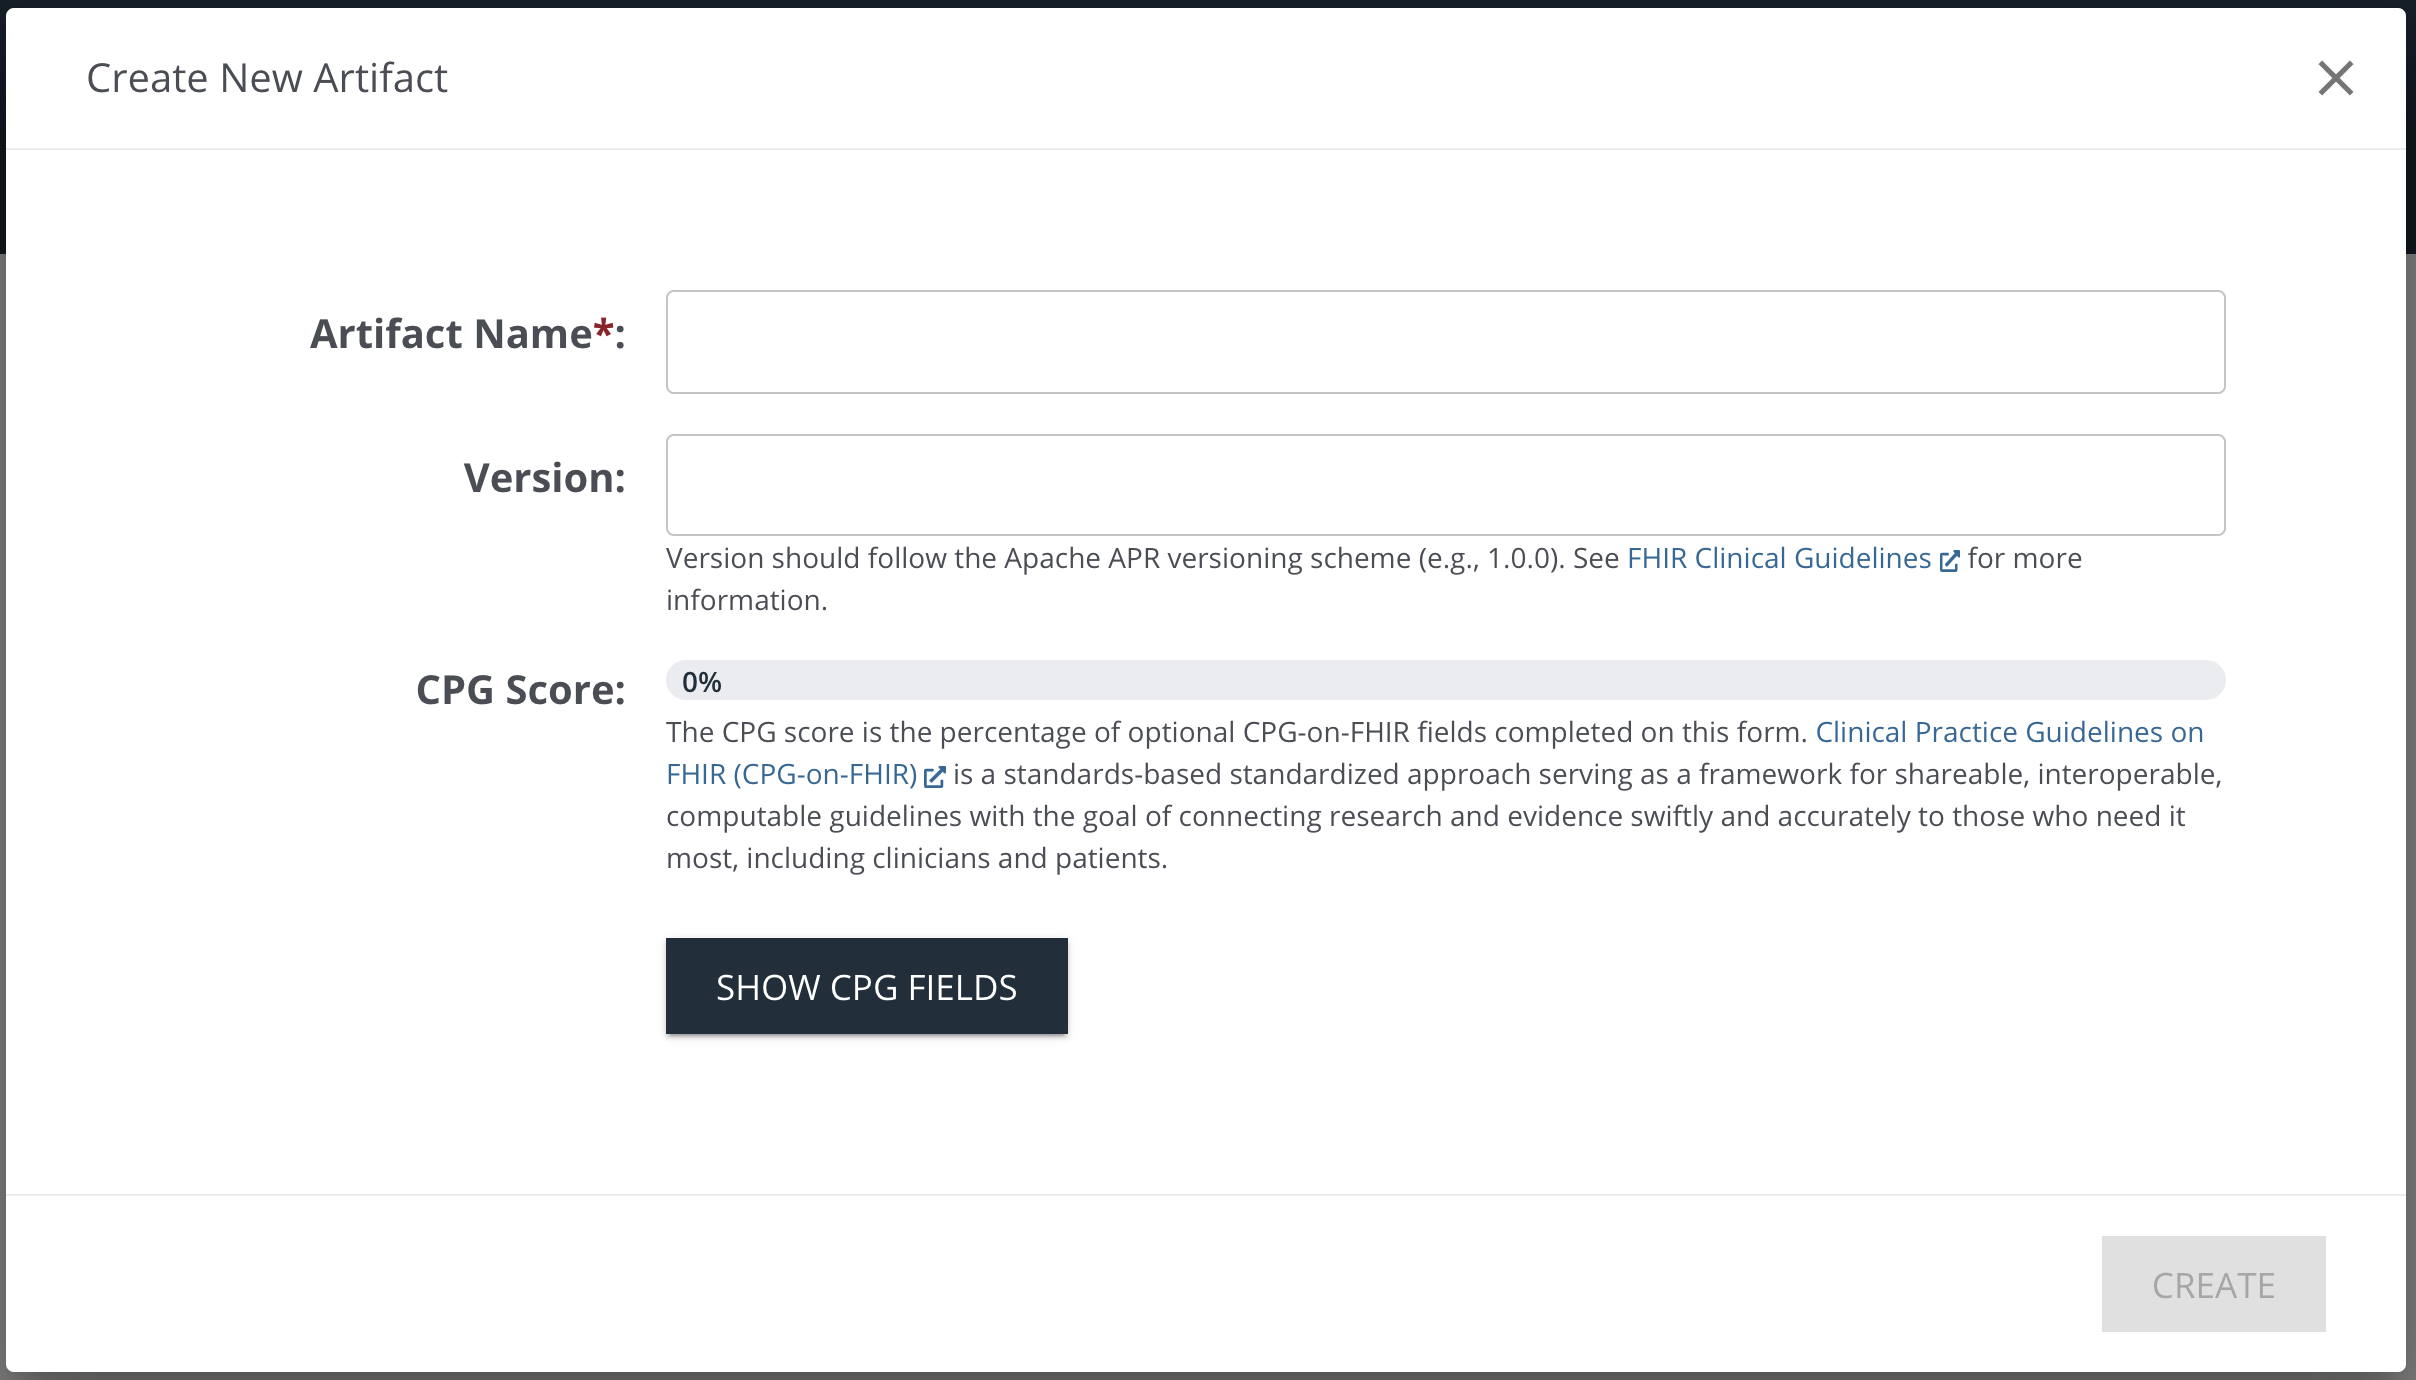 Create New Artifact
Artifact Name*:
Version:
Version should follow the Apache APR versioning scheme (e.g., 1.0.0). See FHIR Clinical Guidelines for more
information.
CPG Score:
0%
The CPG score is the percentage of optional CPG-on-FHIR fields completed on this form. Clinical Practice Guidelines on
FHIR (CPG-on-FHIR) is a standards-based standardized approach serving as a framework for shareable, interoperable,
computable guidelines with the goal of connecting research and evidence swiftly and accurately to those who need it
most, including clinicians and patients.
SHOW CPG FIELDS
CREATE